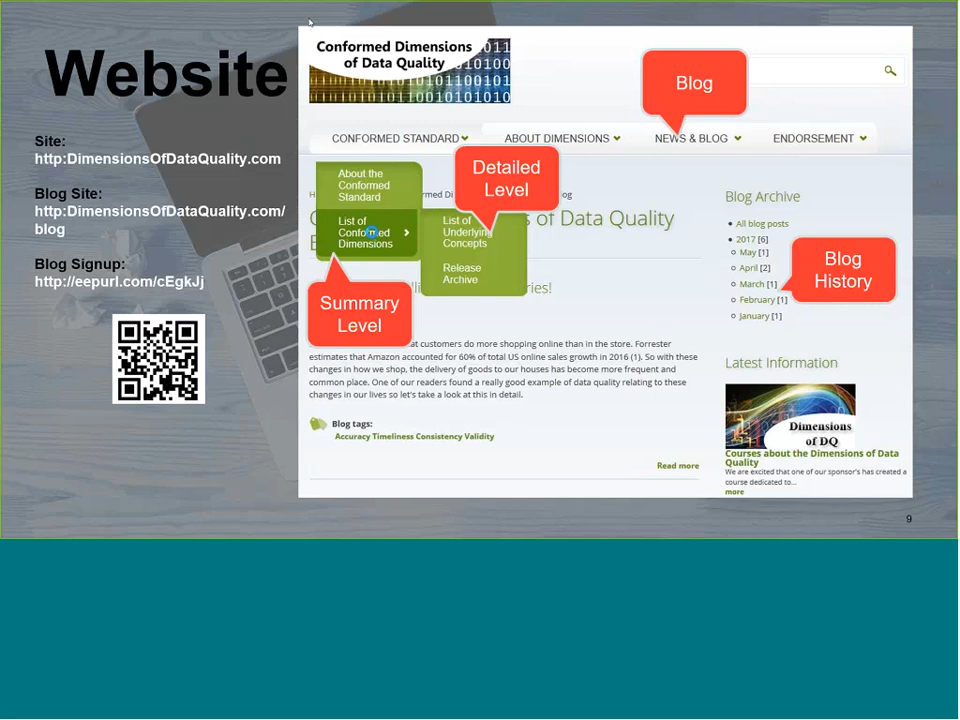 Website
Site:
http:DimensionsOfDataQuality.com
Blog Site:
http:DimensionsOfDataQuality.com/
blog
Blog Signup:
http://eepurl.com/cEgkJj
Conformed Dimensions
of Data Quality
Blog
CONFORMED STANDARD
ABOUT DIMENSIONS
NEWS & BLOG
ENDORSEMENT
About the
Conformed
Standard
List of
Conformed
Dimensions
Detailed
Level
List of
Underlying
Concepts
Release
Archive
Summary
Level
s of Data Quality
customers do more shopping online than in the store. Forrester
estimates that Amazon accounted for 60% of total US online sales growth in 2016 (1). So with these
changes in how we shop, the delivery of goods to our houses has become more frequent and
common place. One of our readers found a really good example of data quality relating to these
changes in our lives so let's take a look at this in detail.
Blog tags:
Accuracy Timeliness Consistency Validity
Read more
Blog Archive
All blog posts
2017 [6]
May [1]
April [2]
March [1]
February [1]
January [1]
Blog
History
Latest Information
Dimensions
of DQ
Courses about the Dimensions of Data
Quality
We are excited that one of our sponsor's has created a
course dedicated to...
more
9